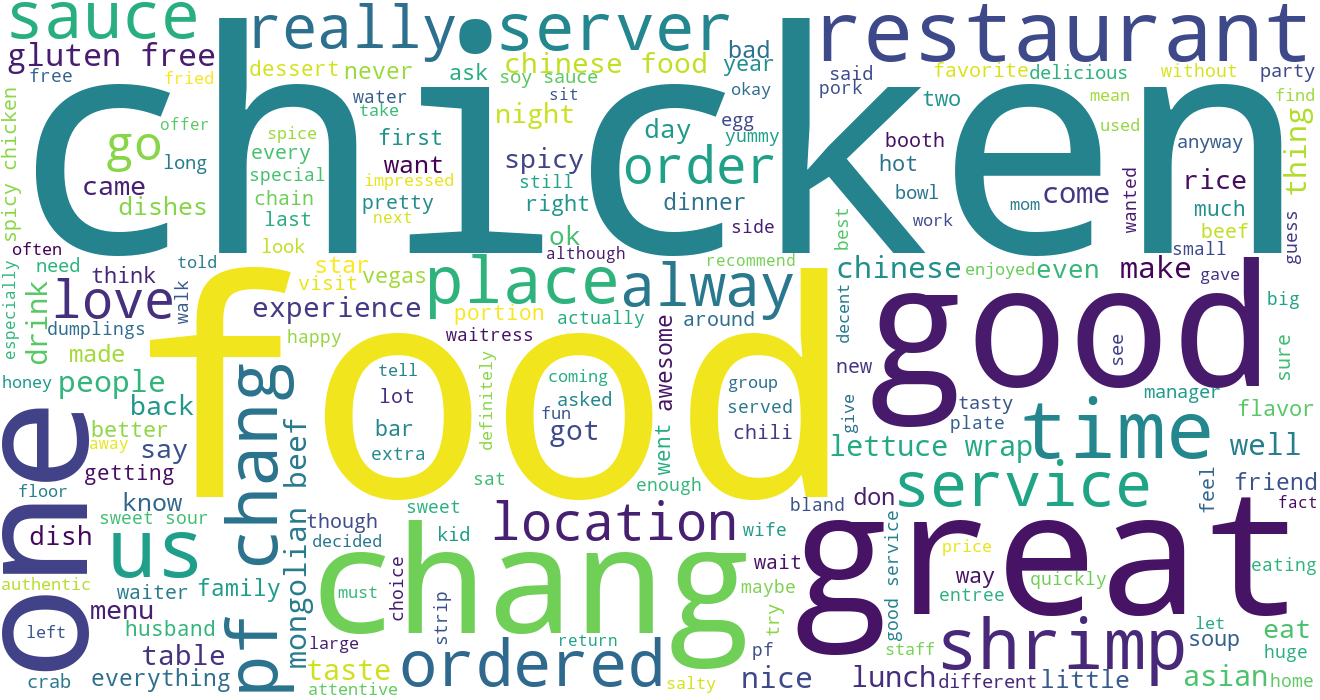 sauce
really
server
restaurant
gluten free
free
fried
dessert
never
ask
chinese food
soy sauce
sit
bad
year
okay
said
pork
favorite
delicious
without
party
chicken
spicy chicken
offer
go
long
came
dishes
spice
every
special
chain
last
look
water
take
first
want
impressed
pretty
next
night
spicy
still
right
ok
although
day
egg
yummy
order
dinner
side
two
booth
hot
bowl
work
best
mom
come
mean
used
wanted
find
thing
anyway
rice
much
beef
small
guess
often
need
think
told
especially
drink
love
walk
dumplings
star
visit
vegas
experience
happy
place
alway
recommend
portion
actually
around
waitress
chinese
enjoyed
even
make
gave
decent
big
good
see
sure
food
made
honey
people
back
better
away
say
getting
tell
lot
bar
extra
definitely
sat
coming
asked
fun
got
awesome
went
enough
group
served
chili
new
give
tasty
plate
manager
flavor
lettuce wrap
time
well
one
floor
know
dish
sweet sour
pf chang
mongolian beef
though
decided
sweet
kid
location
bland
wife
don
service
feel
friend
fact
us
authentic
waiter
family
menu
left
husband
crab
table
everything
chang
must
choice
large
strip
taste
attentive
ordered
return
wait
maybe
try
pf
salty
nice
great
good service
price
way
quickly
entree
eating
staff
lunch
different
shrimp
little
let
soup
asian
eat
huge
home